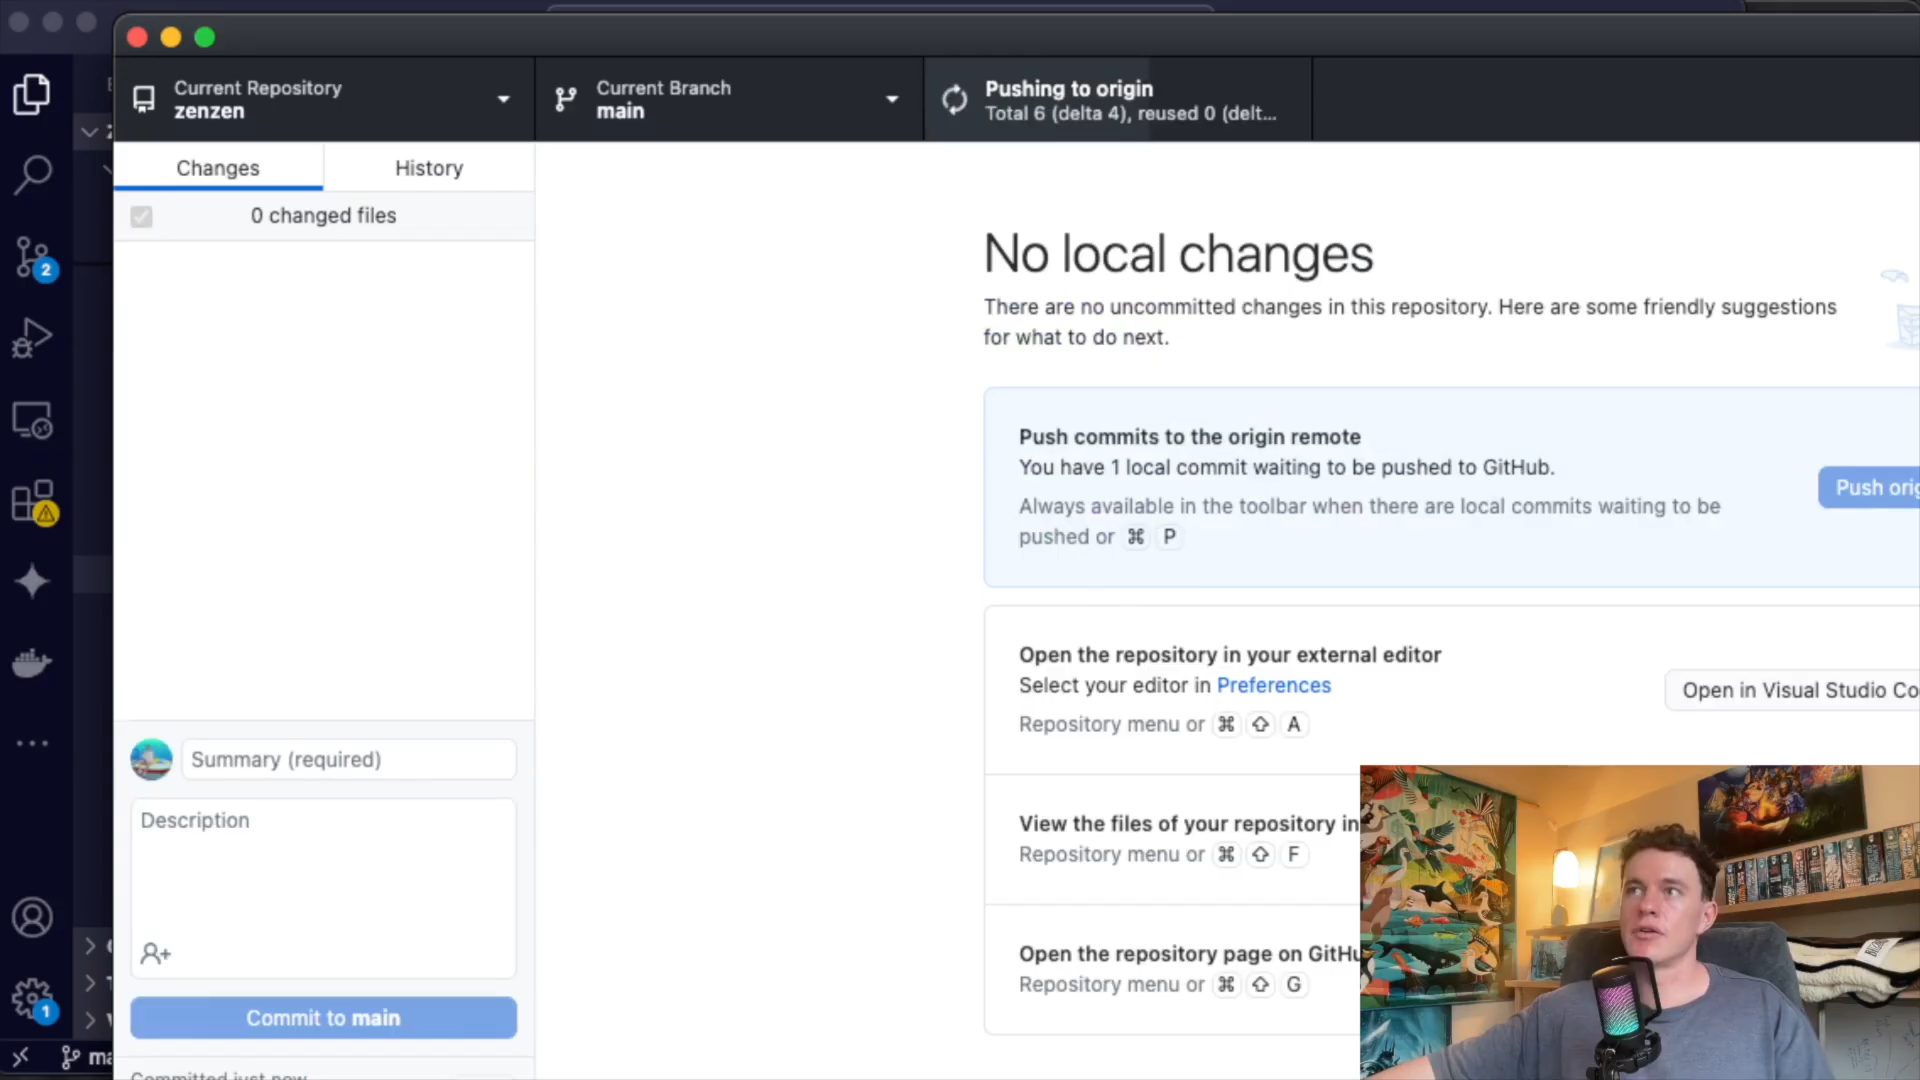 Current Repository
zenzen
Current Branch
main
Pushing to origin
Total 6 (delta 4), reused 0 (delt...
Changes
History
0 changed files
No local changes
There are no uncommitted changes in this repository. Here are some friendly suggestions
for what to do next.
Push commits to the origin remote
You have 1 local commit waiting to be pushed to GitHub.
Always available in the toolbar when there are local commits waiting to be
pushed or ⌘ P
Push orig
Open the repository in your external editor
Select your editor in Preferences
Repository menu or ⌘ ⇧ A
Open in Visual Studio Co
View the files of your repository in
Repository menu or ⌘ ⇧ F
Open the repository page on GitHu
Repository menu or ⌘ ⇧ G
Summary (required)
Description
Commit to main
Committed just now
2
1
ma